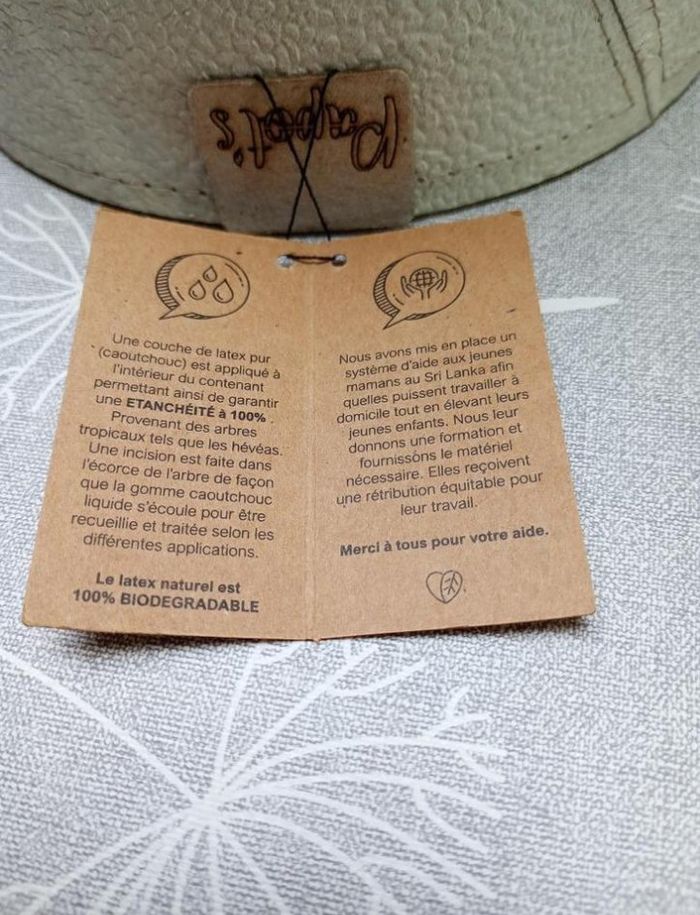 Papot's
Une couche de latex pur
(caoutchouc) est appliqué à
l'intérieur du contenant
permettant ainsi de garantir
une ETANCHÉITÉ à 100% .
Provenant des arbres
tropicaux tels que les hévéas.
Une incision est faite dans
l'écorce de l'arbre de façon
que la gomme caoutchouc
liquide s'écoule pour être
recueillie et traitée selon les
différentes applications.
Le latex naturel est
100% BIODEGRADABLE
Nous avons mis en place un
système d'aide aux jeunes
mamans au Sri Lanka afin
quelles puissent travailler à
domicile tout en élevant leurs
jeunes enfants. Nous leur
donnons une formation et
fournissons le matériel
nécessaire. Elles reçoivent
une rétribution équitable pour
leur travail.
Merci à tous pour votre aide.